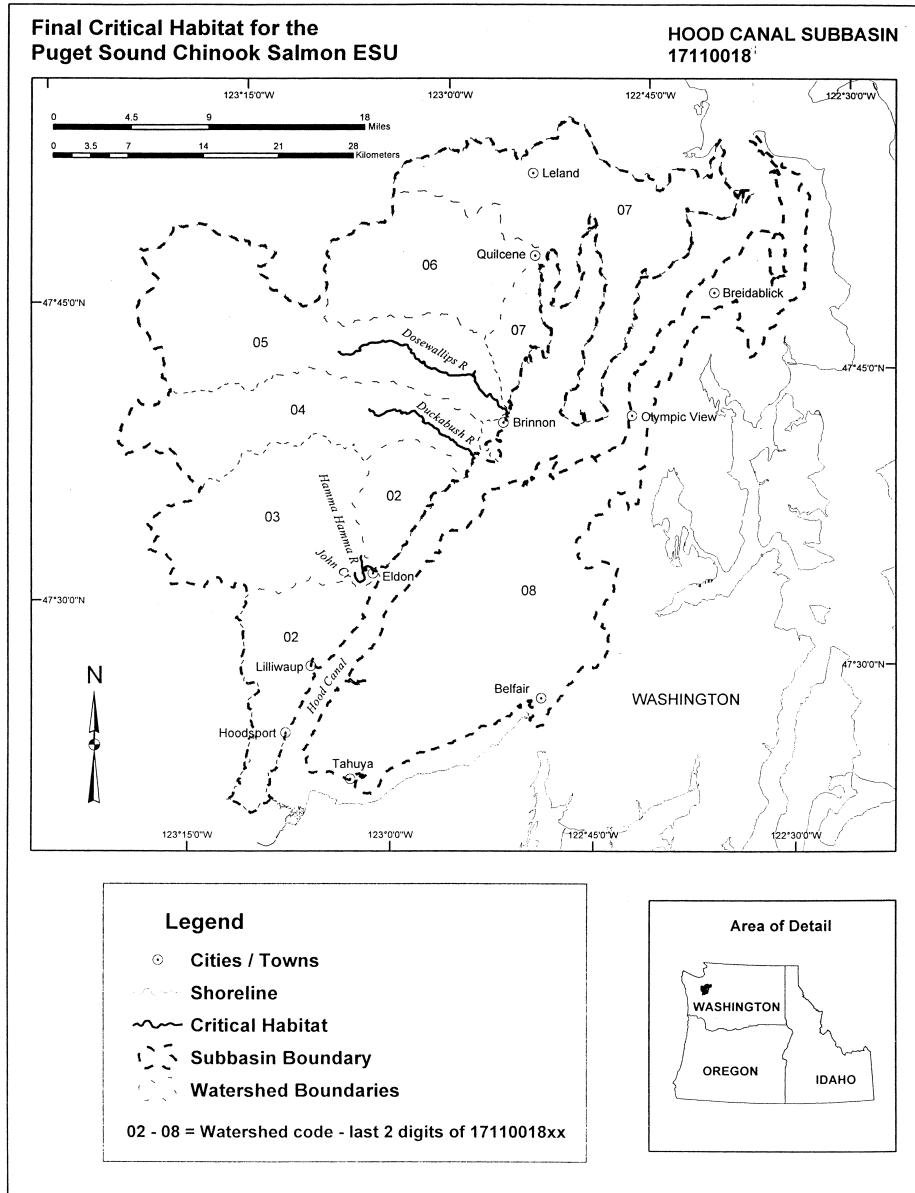 Final Critical Habitat for the
Puget Sound Chinook Salmon ESU
HOOD CANAL SUBBASIN
17110018
123°15'0"W
123°0'0"W
122°45'0"W
122°30'0"W
0 4.5 9 18
Miles
0 3.5 7 14 21 28
Kilometers
Leland
07
Quilcene
06
Breidablick
47°45'0"N
05
Dosewallips R
07
47°45'0"N
04
Duckabush R
Brinnon
Olympic View
02
03
Hamma Hamma R
John Cr
Eldon
08
47°30'0"N
02
Lilliwaup
Hood Canal
47°30'0"N
Belfair
WASHINGTON
N
Hoodsport
Tahuya
123°15'0"W
123°0'0"W
122°45'0"W
122°30'0"W
Legend
Cities / Towns
Shoreline
Critical Habitat
Subbasin Boundary
Watershed Boundaries
02 - 08 = Watershed code - last 2 digits of 17110018xx
Area of Detail
WASHINGTON
OREGON
IDAHO